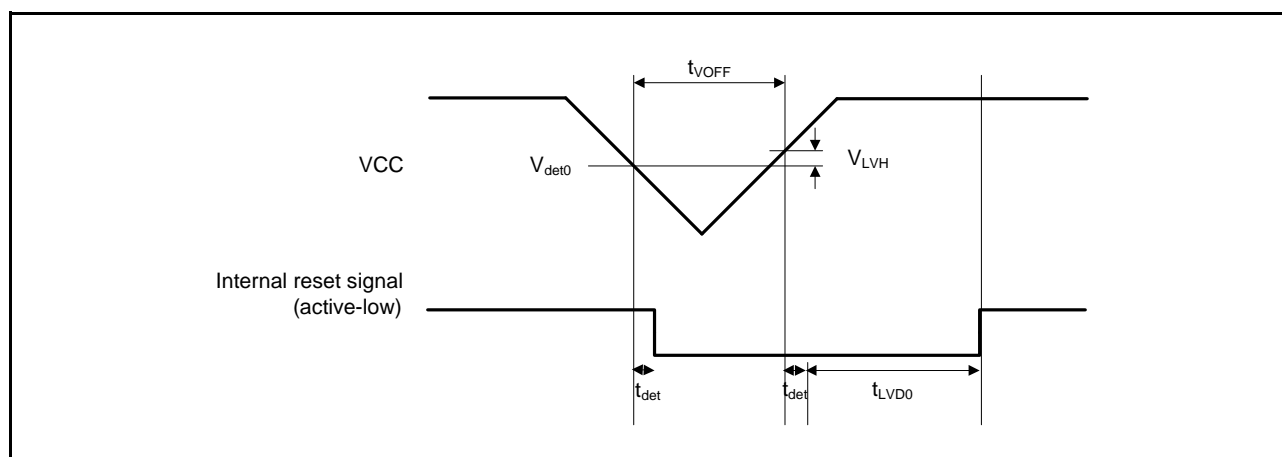 tVOFF
VCC
Vdet0
VLVH
Internal reset signal
(active-low)
tdet
tdet
tLVD0